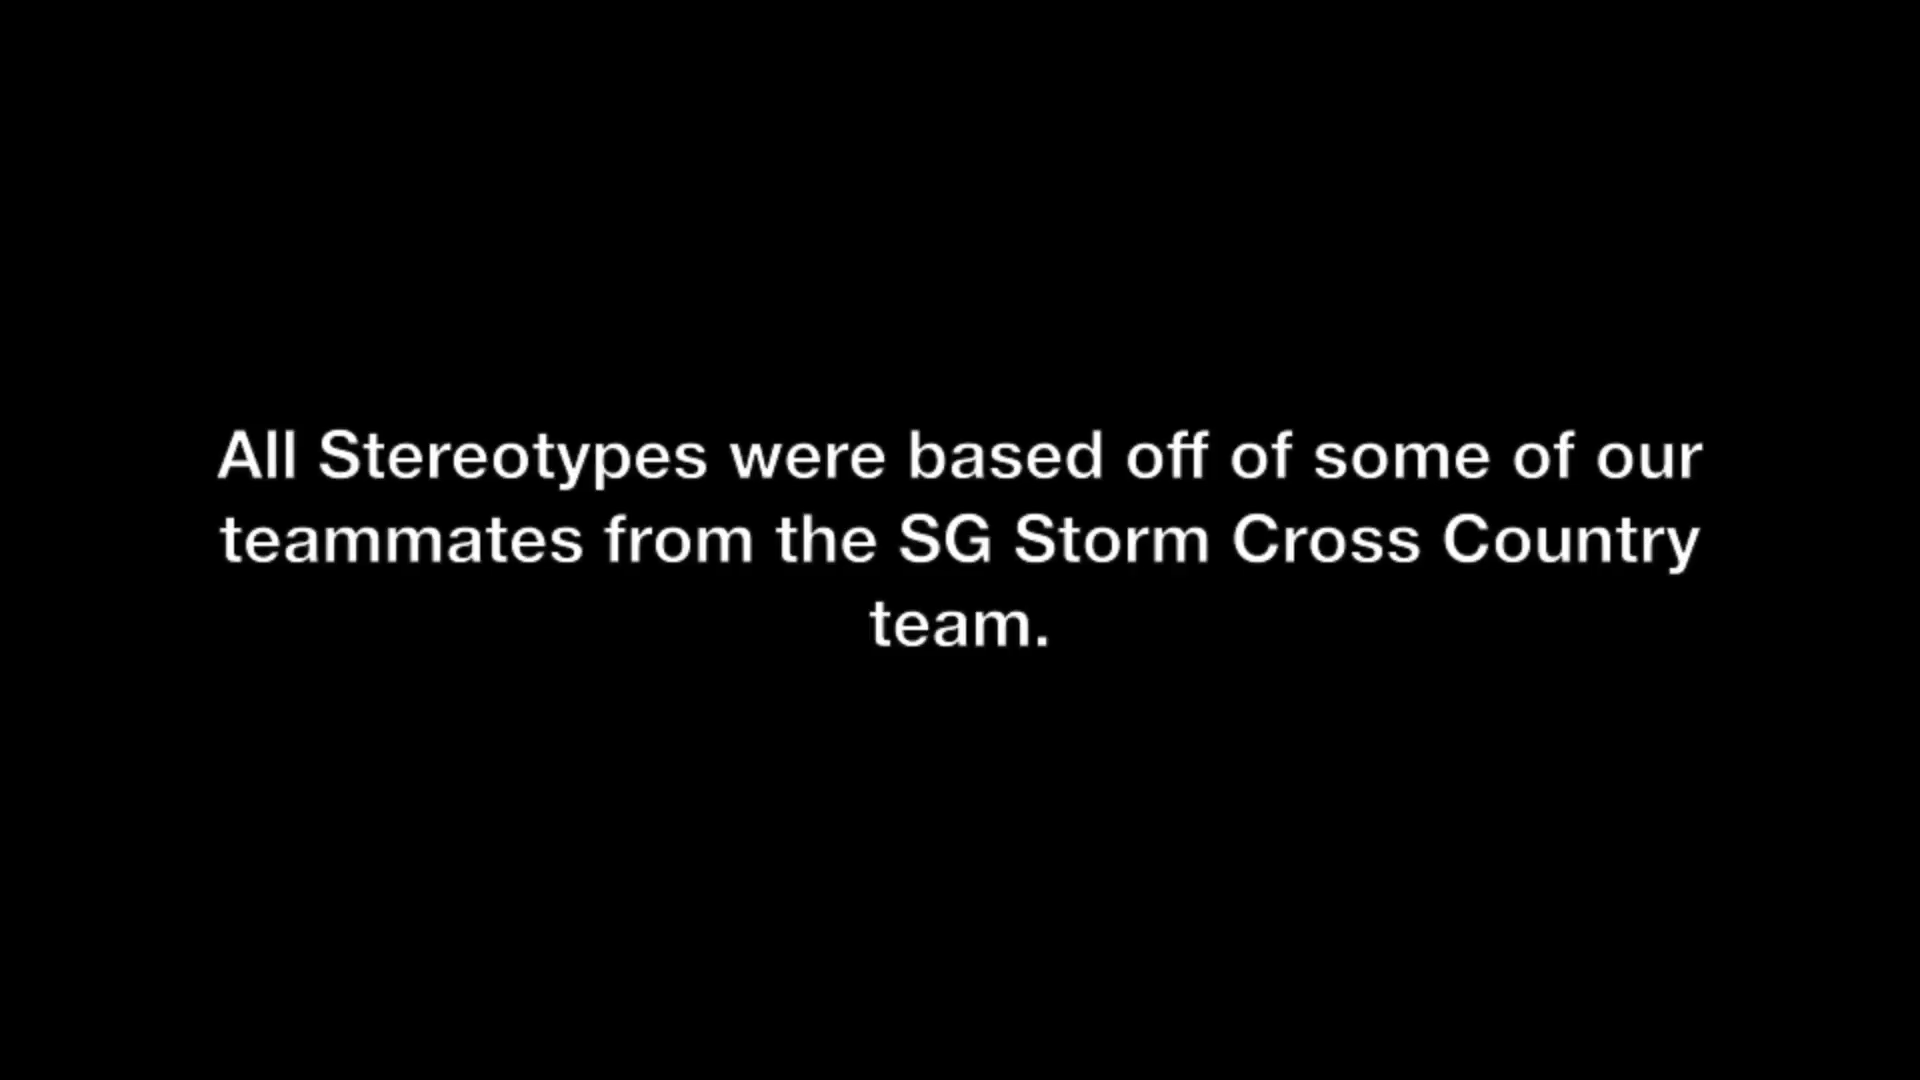 All Stereotypes were based off of some of our
teammates from the SG Storm Cross Country
team.